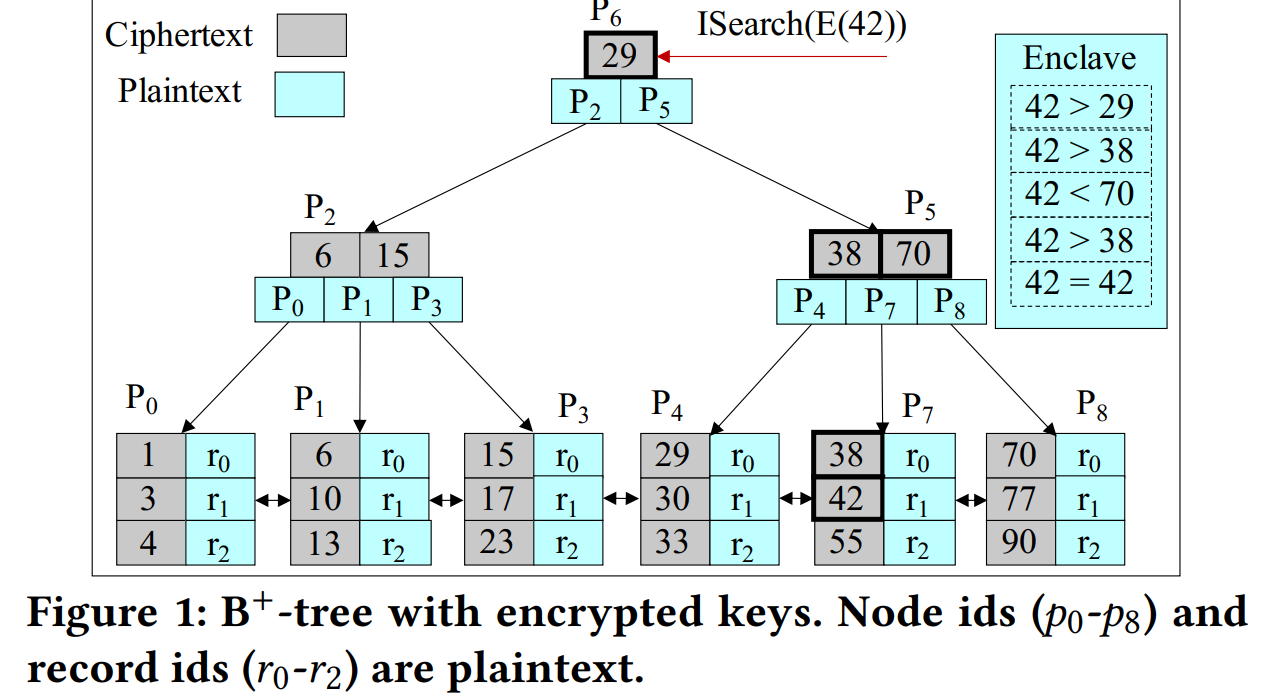 P6
Ciphertext
29
ISearch(E(42))
Plaintext
P2 P5
Enclave
42 > 29
42 > 38
42 < 70
42 > 38
42 = 42
P2
6 15
P0 P1 P3
P5
38 70
P4 P7 P8
P0
1 r0
3 r1
4 r2
P1
6 r0
10 r1
13 r2
P3
15 r0
17 r1
23 r2
P4
29 r0
30 r1
33 r2
P7
38 r0
42 r1
55 r2
P8
70 r0
77 r1
90 r2
Figure 1: B+-tree with encrypted keys. Node ids (p0-p8) and
record ids (r0-r2) are plaintext.